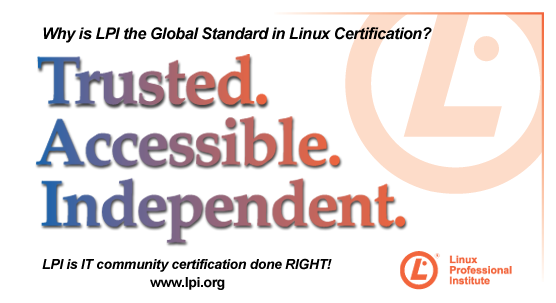 Why is LPI the Global Standard in Linux Certification?
Trusted.
Accessible.
Independent.
LPI is IT community certification done RIGHT!
www.lpi.org
Linux
Professional
Institute